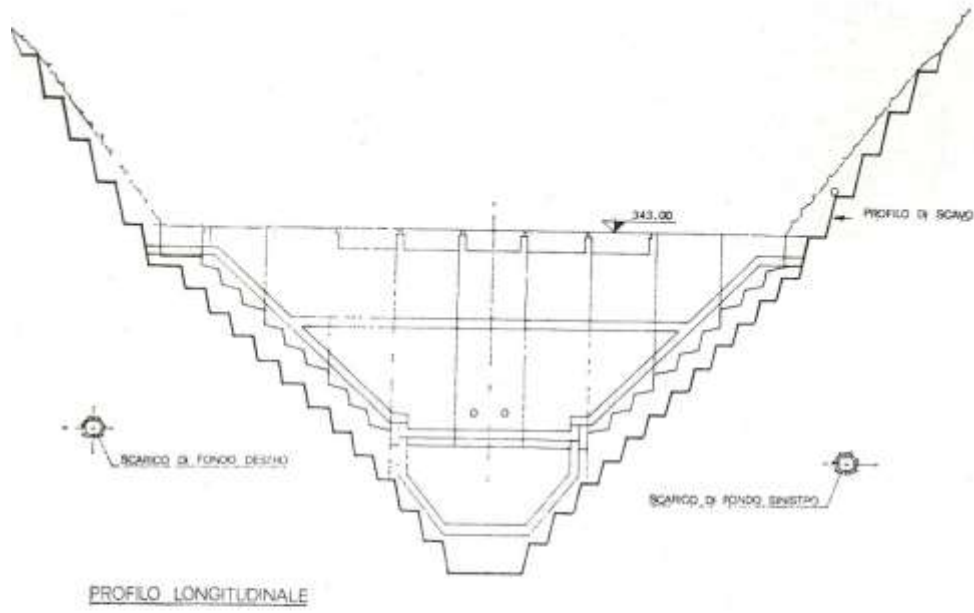 343.00
PROFILO DI SCAVO
SCARICO DI FONDO DESTRO
SCARICO DI FONDO SINISTRO
PROFILO LONGITUDINALE